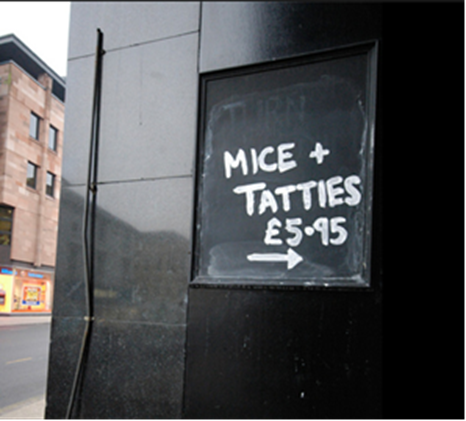 MICE +
TATTIES
£5.95